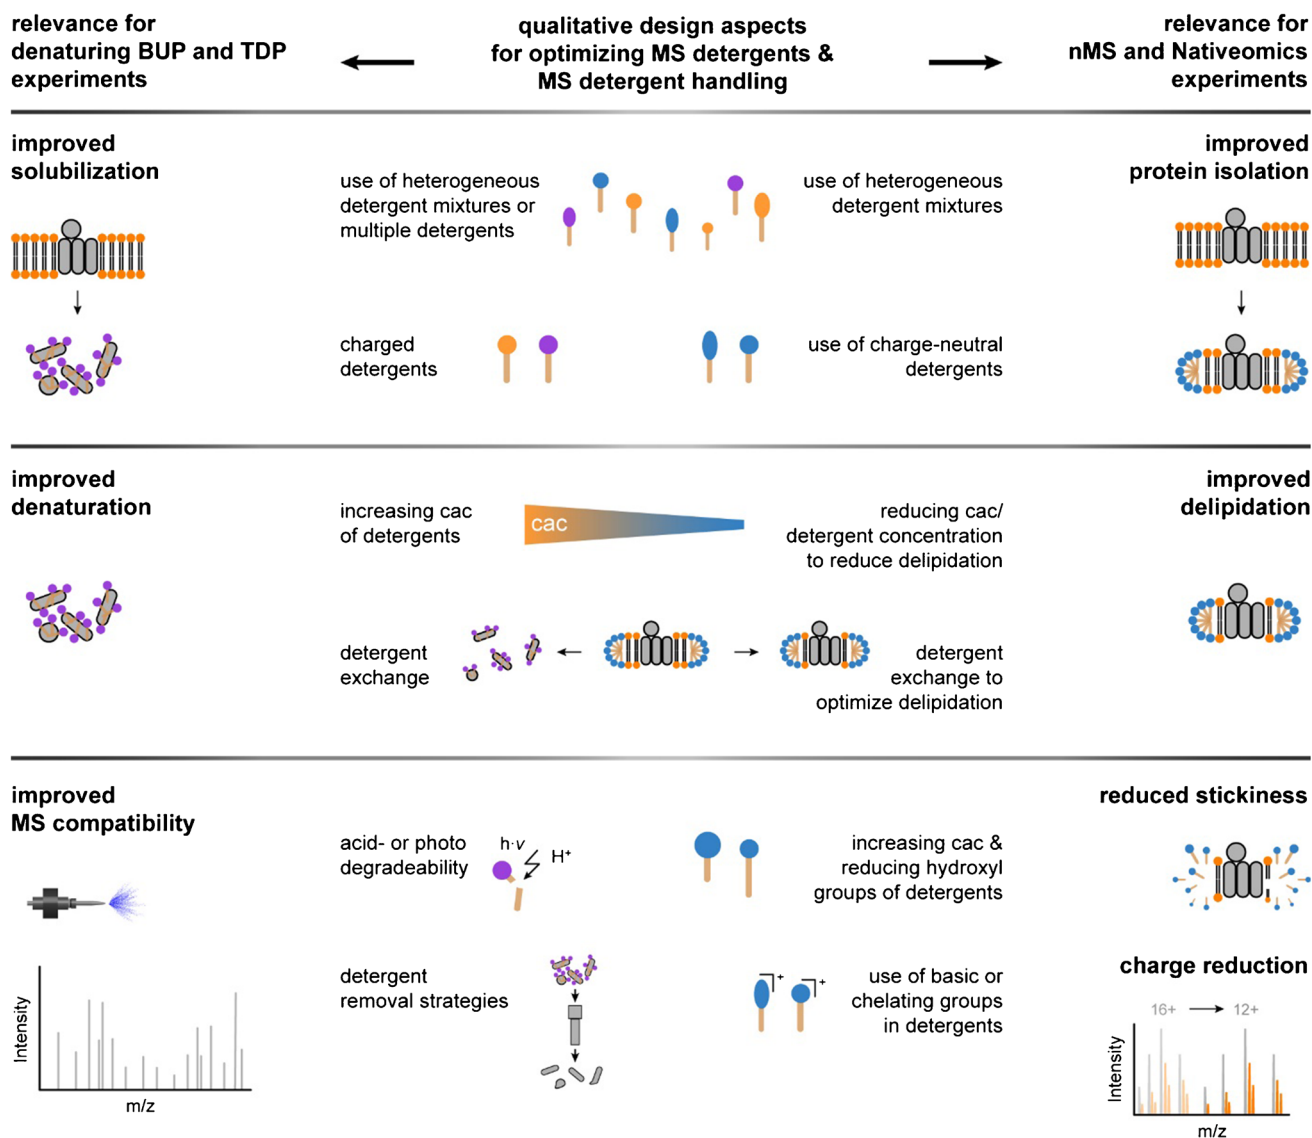 relevance for
denaturing BUP and TDP
experiments
qualitative design aspects
for optimizing MS detergents &
MS detergent handling
relevance for
nMS and Nativeomics
experiments
improved
solubilization
use of heterogeneous
detergent mixtures or
multiple detergents
use of heterogeneous
detergent mixtures
improved
protein isolation
charged
detergents
use of charge-neutral
detergents
improved
denaturation
increasing cac
of detergents
cac
reducing cac/
detergent concentration
to reduce delipidation
improved
delipidation
detergent
exchange
detergent
exchange to
optimize delipidation
improved
MS compatibility
acid- or photo
degradeability
h·ν
H⁺
increasing cac &
reducing hydroxyl
groups of detergents
reduced stickiness
detergent
removal strategies
+
+
use of basic or
chelating groups
in detergents
charge reduction
16+
12+
Intensity
m/z
Intensity
m/z